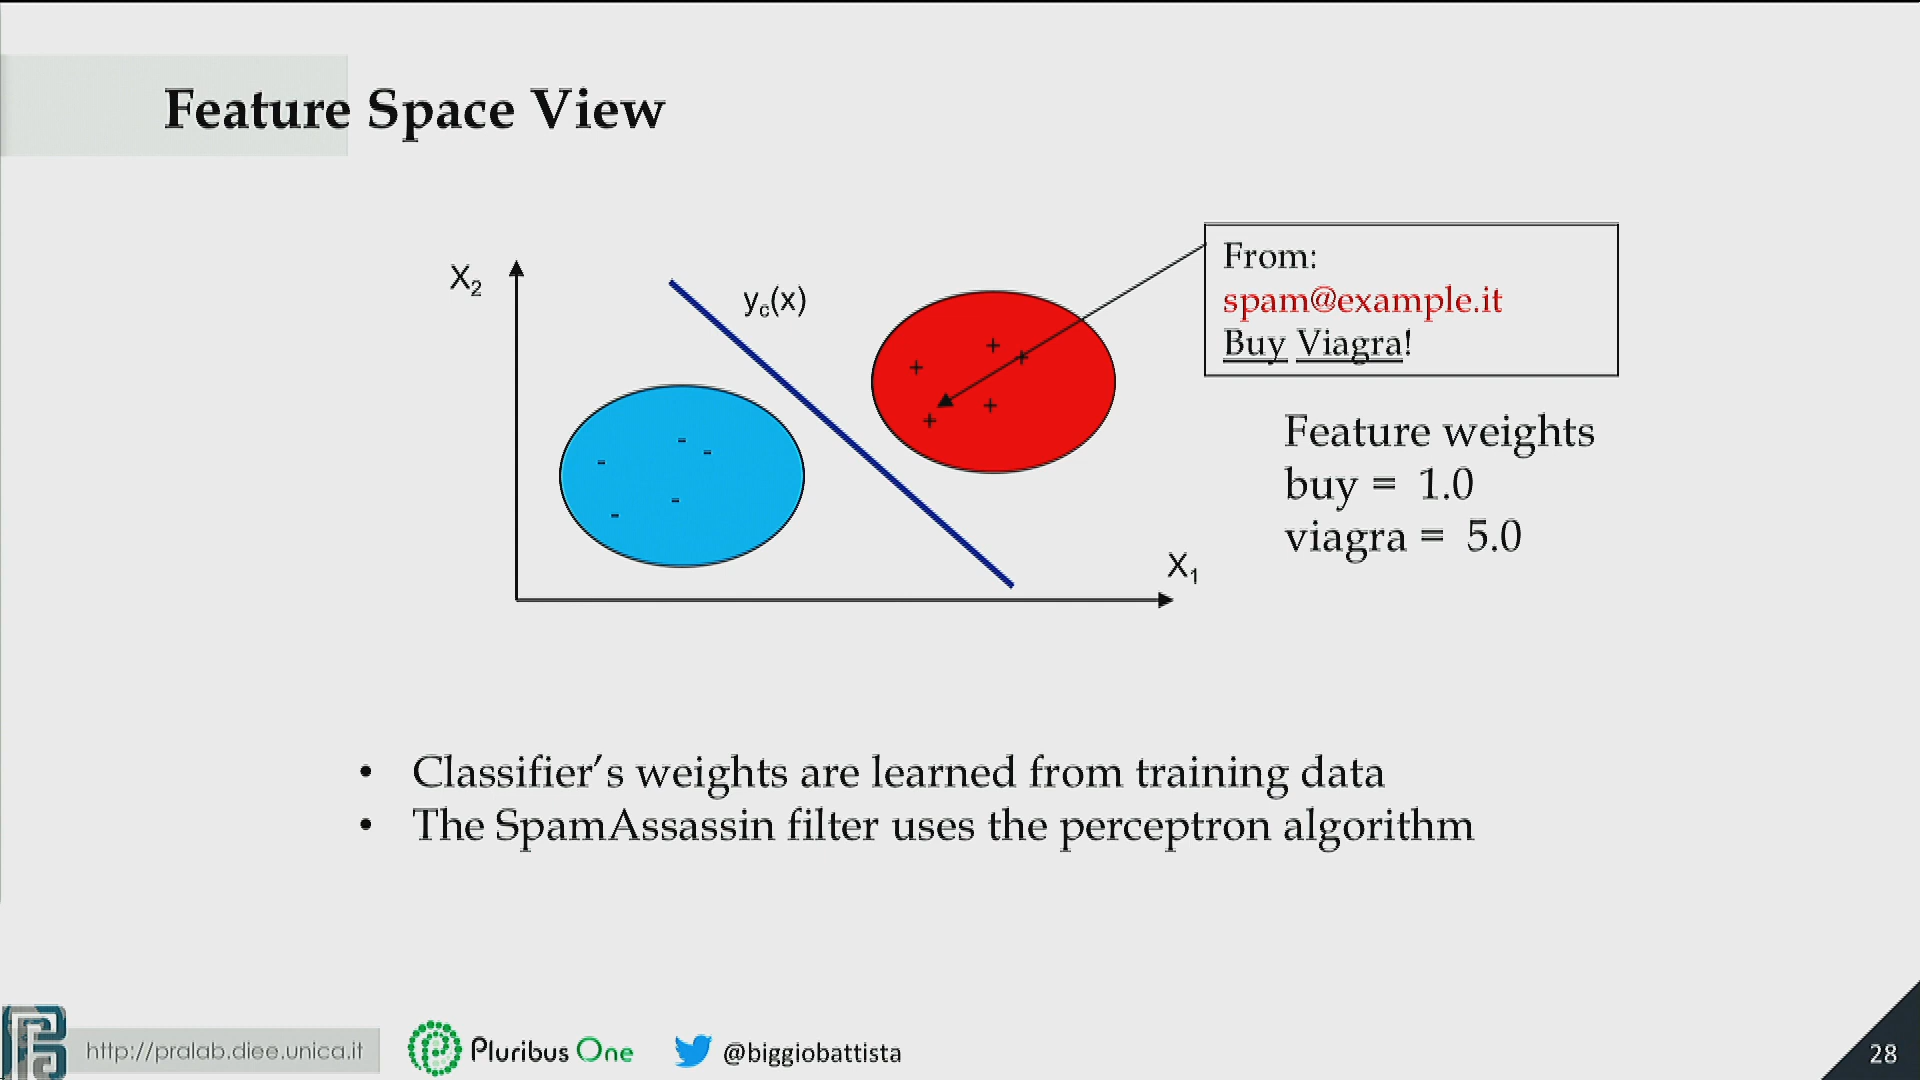 Feature Space View
X2
yc(x)
From:
spam@example.it
Buy Viagra!
+ + + + +
- - - - -
Feature weights
buy = 1.0
viagra = 5.0
X1
• Classifier’s weights are learned from training data
• The SpamAssassin filter uses the perceptron algorithm
http://pralab.diee.unica.it
Pluribus One
@biggiobattista
28